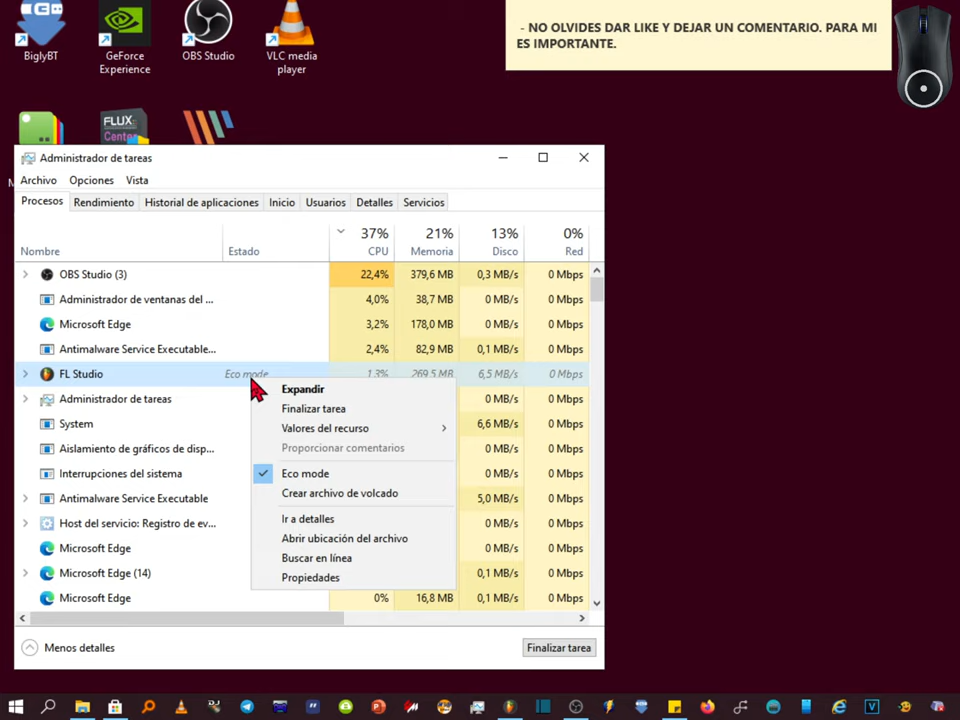 BiglyBT
GeForce
Experience
OBS Studio
VLC media
player
- NO OLVIDES DAR LIKE Y DEJAR UN COMENTARIO. PARA MI
ES IMPORTANTE.
FLUX
Center
Administrador de tareas
Archivo Opciones Vista
Procesos Rendimiento Historial de aplicaciones Inicio Usuarios Detalles Servicios
37% 21% 13% 0%
Nombre Estado CPU Memoria Disco Red
OBS Studio (3) 22,4% 379,6 MB 0,3 MB/s 0 Mbps
Administrador de ventanas del ... 4,0% 38,7 MB 0 MB/s 0 Mbps
Microsoft Edge 3,2% 178,0 MB 0 MB/s 0 Mbps
Antimalware Service Executable... 2,4% 82,9 MB 0,1 MB/s 0 Mbps
FL Studio Eco mode 1,3% 269,5 MB 6,5 MB/s 0 Mbps
Expandir
Administrador de tareas 0 MB/s 0 Mbps
Finalizar tarea
System 6,6 MB/s 0 Mbps
Valores del recurso
Aislamiento de gráficos de disp... 0 MB/s 0 Mbps
Proporcionar comentarios
Interrupciones del sistema 0 MB/s 0 Mbps
Eco mode
Antimalware Service Executable 5,0 MB/s 0 Mbps
Crear archivo de volcado
Host del servicio: Registro de ev... 0 MB/s 0 Mbps
Ir a detalles
Microsoft Edge 0 MB/s 0 Mbps
Abrir ubicación del archivo
Buscar en línea
Microsoft Edge (14) 0,1 MB/s 0 Mbps
Propiedades
Microsoft Edge 0% 16,8 MB 0,1 MB/s 0 Mbps
Menos detalles
Finalizar tarea